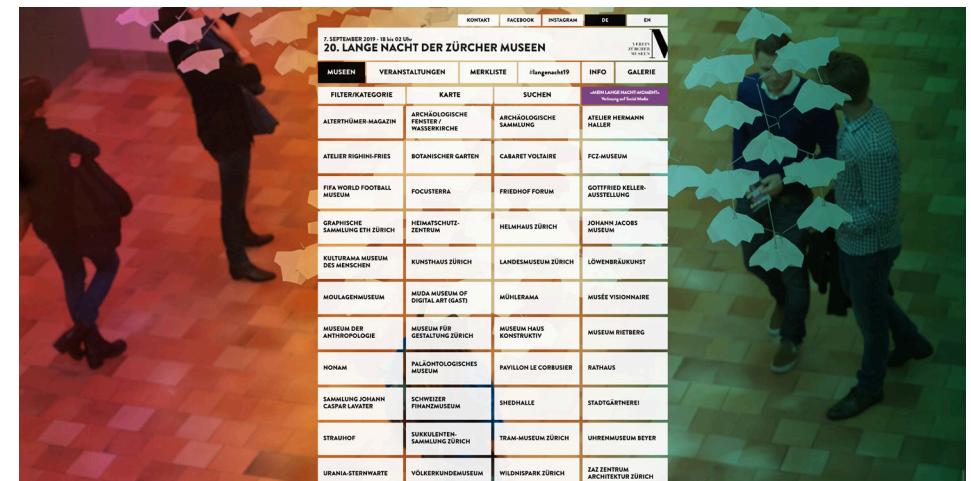 KONTAKT FACEBOOK INSTAGRAM DE EN
7. SEPTEMBER 2019 - 18 bis 02 Uhr
20. LANGE NACHT DER ZÜRCHER MUSEEN
VEREIN
ZÜRCHER
MUSEEN
MUSEEN VERANSTALTUNGEN MERKLISTE #langenacht19 INFO GALERIE
FILTER/KATEGORIE KARTE SUCHEN
«MEIN LANGE NACHT-MOMENT»
Verlosung auf Social Media
ALTERTHÜMER-MAGAZIN
ARCHÄOLOGISCHE
FENSTER /
WASSERKIRCHE
ARCHÄOLOGISCHE
SAMMLUNG
ATELIER HERMANN
HALLER
ATELIER RIGHINI-FRIES
BOTANISCHER GARTEN
CABARET VOLTAIRE
FCZ-MUSEUM
FIFA WORLD FOOTBALL
MUSEUM
FOCUSTERRA
FRIEDHOF FORUM
GOTTFRIED KELLER-
AUSSTELLUNG
GRAPHISCHE
SAMMLUNG ETH ZÜRICH
HEIMATSCHUTZ-
ZENTRUM
HELMHAUS ZÜRICH
JOHANN JACOBS
MUSEUM
KULTURAMA MUSEUM
DES MENSCHEN
KUNSTHAUS ZÜRICH
LANDESMUSEUM ZÜRICH
LÖWENBRÄUKUNST
MOULAGENMUSEUM
MUDA MUSEUM OF
DIGITAL ART (GAST)
MÜHLERAMA
MUSÉE VISIONNAIRE
MUSEUM DER
ANTHROPOLOGIE
MUSEUM FÜR
GESTALTUNG ZÜRICH
MUSEUM HAUS
KONSTRUKTIV
MUSEUM RIETBERG
NONAM
PALÄONTOLOGISCHES
MUSEUM
PAVILLON LE CORBUSIER
RATHAUS
SAMMLUNG JOHANN
CASPAR LAVATER
SCHWEIZER
FINANZMUSEUM
SHEDHALLE
STADTGÄRTNEREI
STRAUHOF
SUKKULENTEN-
SAMMLUNG ZÜRICH
TRAM-MUSEUM ZÜRICH
UHRENMUSEUM BEYER
URANIA-STERNWARTE
VÖLKERKUNDEMUSEUM
WILDNISPARK ZÜRICH
ZAZ ZENTRUM
ARCHITEKTUR ZÜRICH